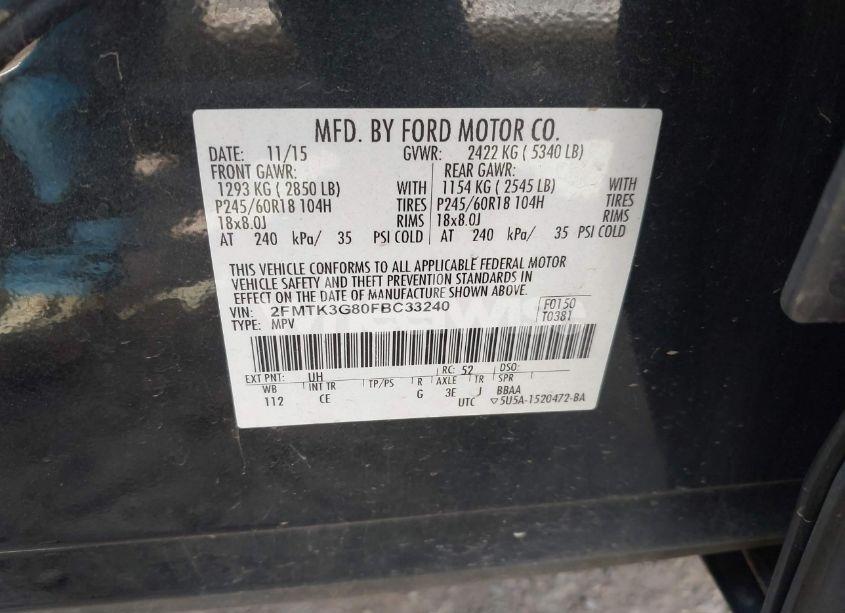 MFD. BY FORD MOTOR CO.
DATE: 11/15 GVWR: 2422 KG ( 5340 LB)
FRONT GAWR: REAR GAWR:
1293 KG ( 2850 LB) WITH 1154 KG ( 2545 LB) WITH
P245/60R18 104H TIRES P245/60R18 104H TIRES
18x8.0J RIMS 18x8.0J RIMS
AT 240 kPa/ 35 PSI COLD AT 240 kPa/ 35 PSI COLD
THIS VEHICLE CONFORMS TO ALL APPLICABLE FEDERAL MOTOR
VEHICLE SAFETY AND THEFT PREVENTION STANDARDS IN
EFFECT ON THE DATE OF MANUFACTURE SHOWN ABOVE.
VIN: 2FMTK3G80FBC33240 F0150
TYPE: MPV T0381
EXT PNT: UH RC: 52 DSO:
WB INT TR TP/PS R AXLE TR SPR
112 CE G 3E J BBAA
UTC ▽5U5A-1520472-BA